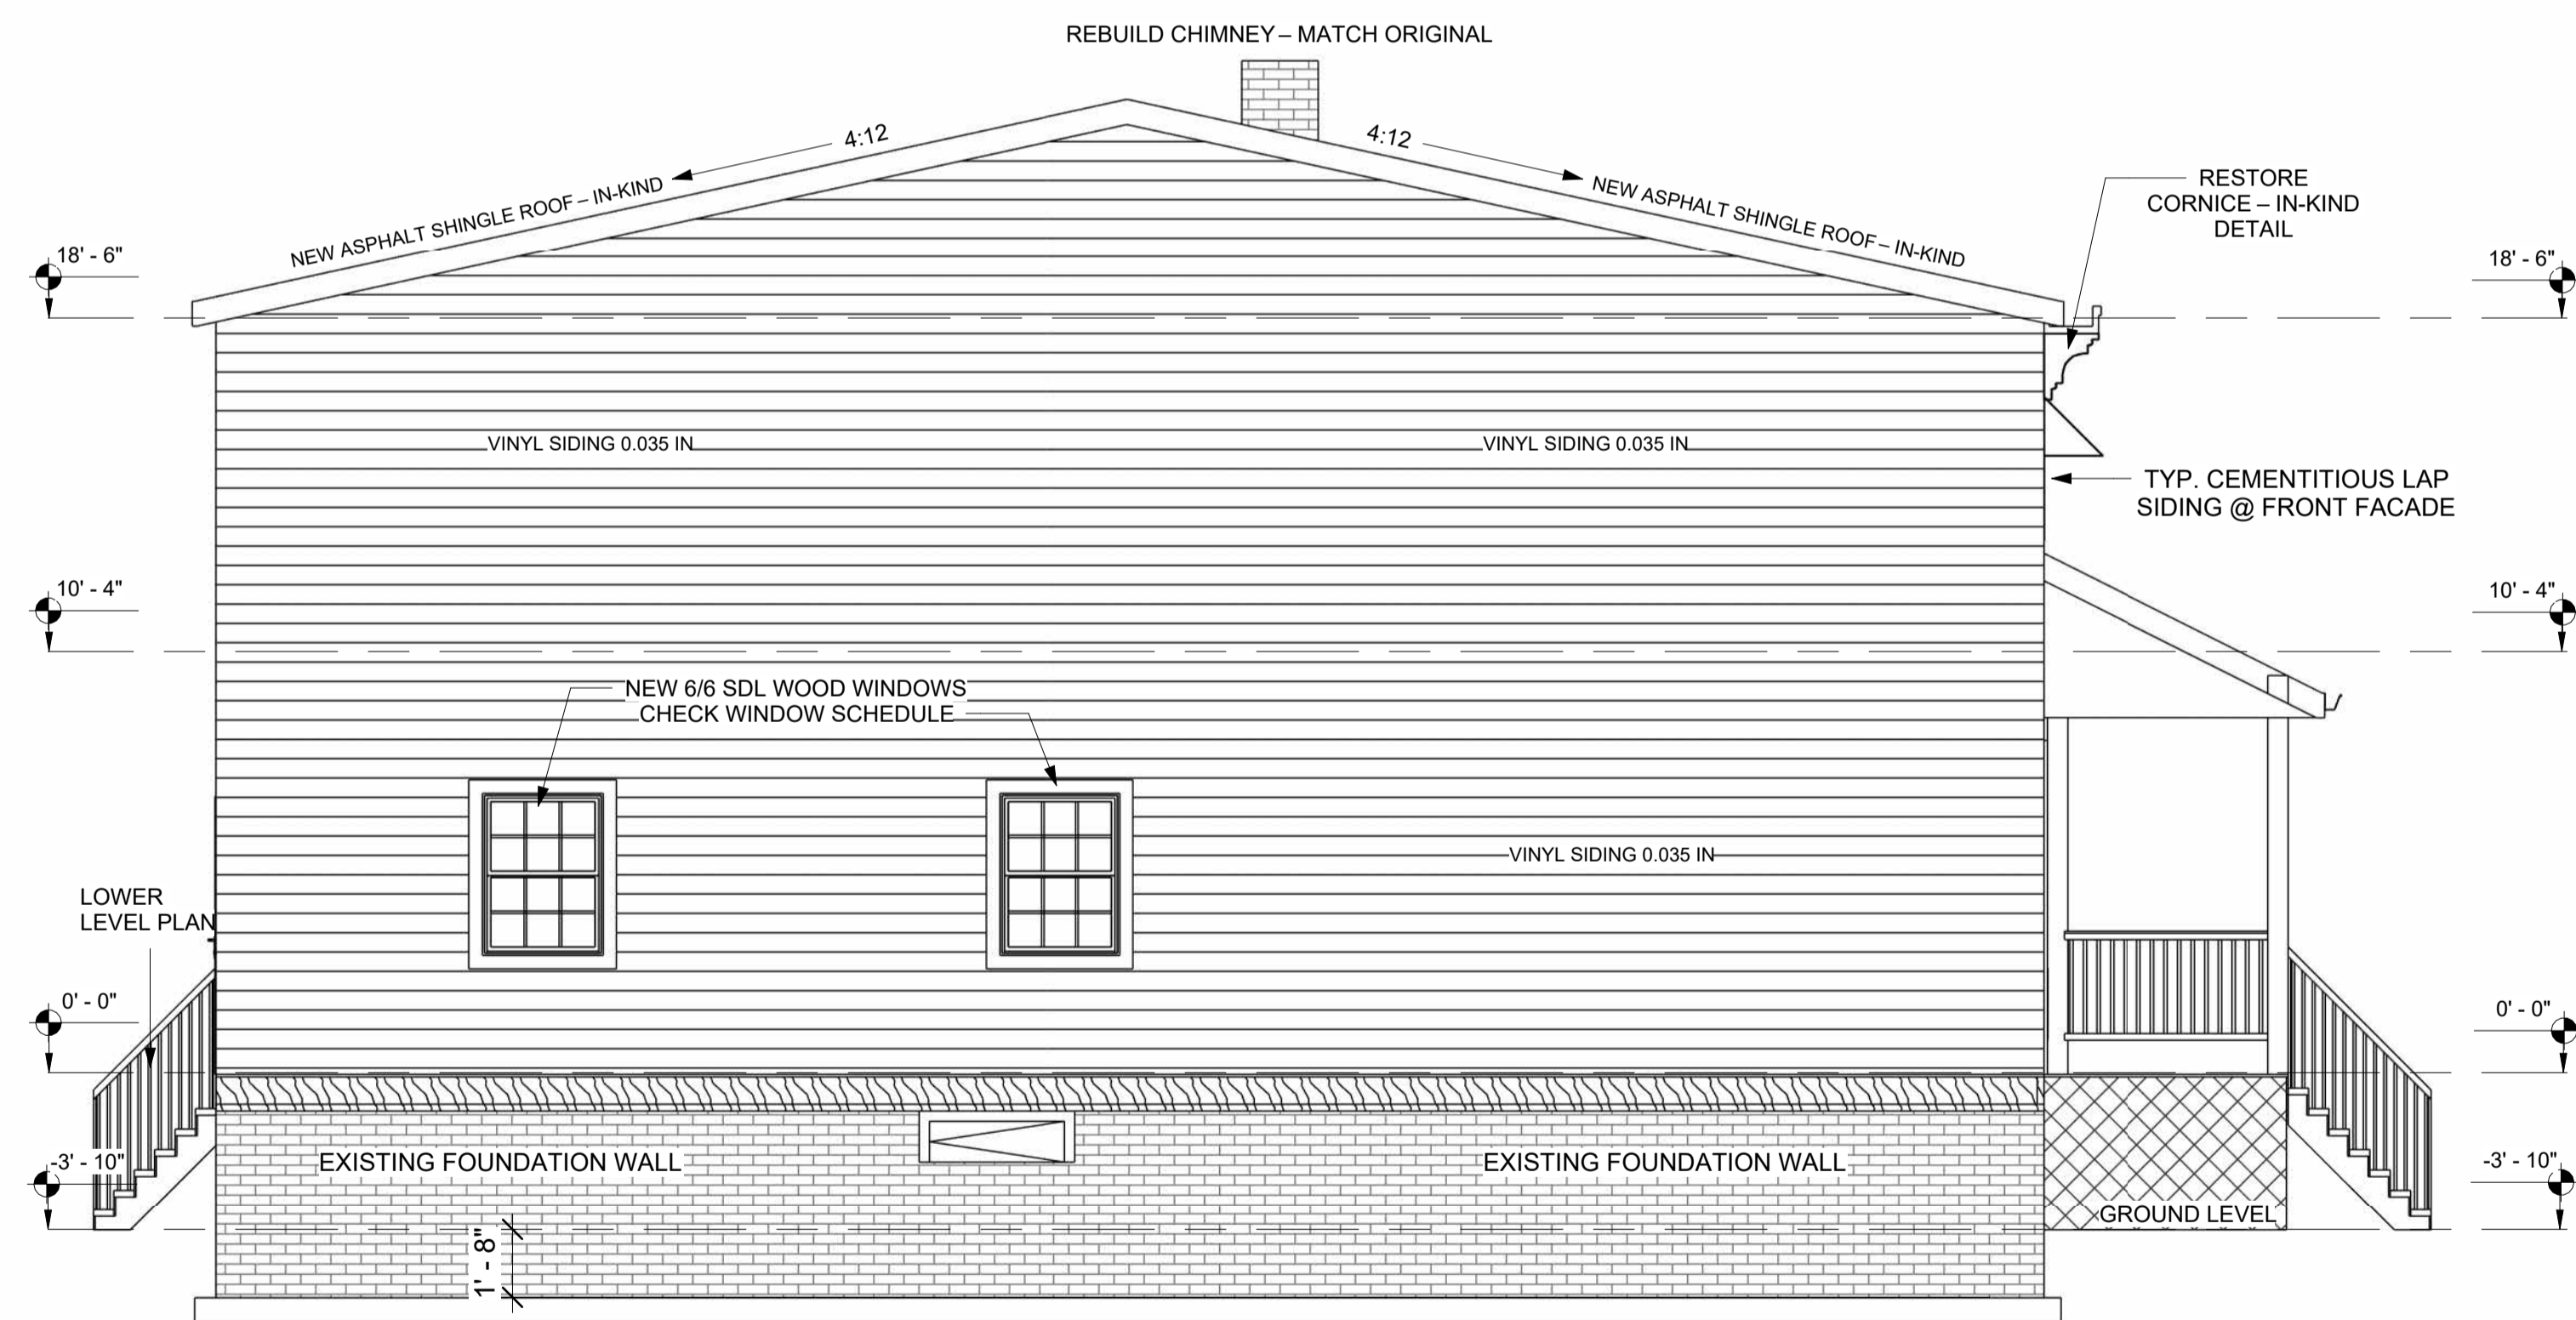 REBUILD CHIMNEY – MATCH ORIGINAL
4:12
4:12
NEW ASPHALT SHINGLE ROOF – IN-KIND
NEW ASPHALT SHINGLE ROOF – IN-KIND
RESTORE
CORNICE – IN-KIND
DETAIL
18' - 6"
18' - 6"
VINYL SIDING 0.035 IN
VINYL SIDING 0.035 IN
TYP. CEMENTITIOUS LAP
SIDING @ FRONT FACADE
10' - 4"
10' - 4"
NEW 6/6 SDL WOOD WINDOWS
CHECK WINDOW SCHEDULE
VINYL SIDING 0.035 IN
LOWER
LEVEL PLAN
0' - 0"
0' - 0"
-3' - 10"
EXISTING FOUNDATION WALL
EXISTING FOUNDATION WALL
-3' - 10"
GROUND LEVEL
1' - 8"